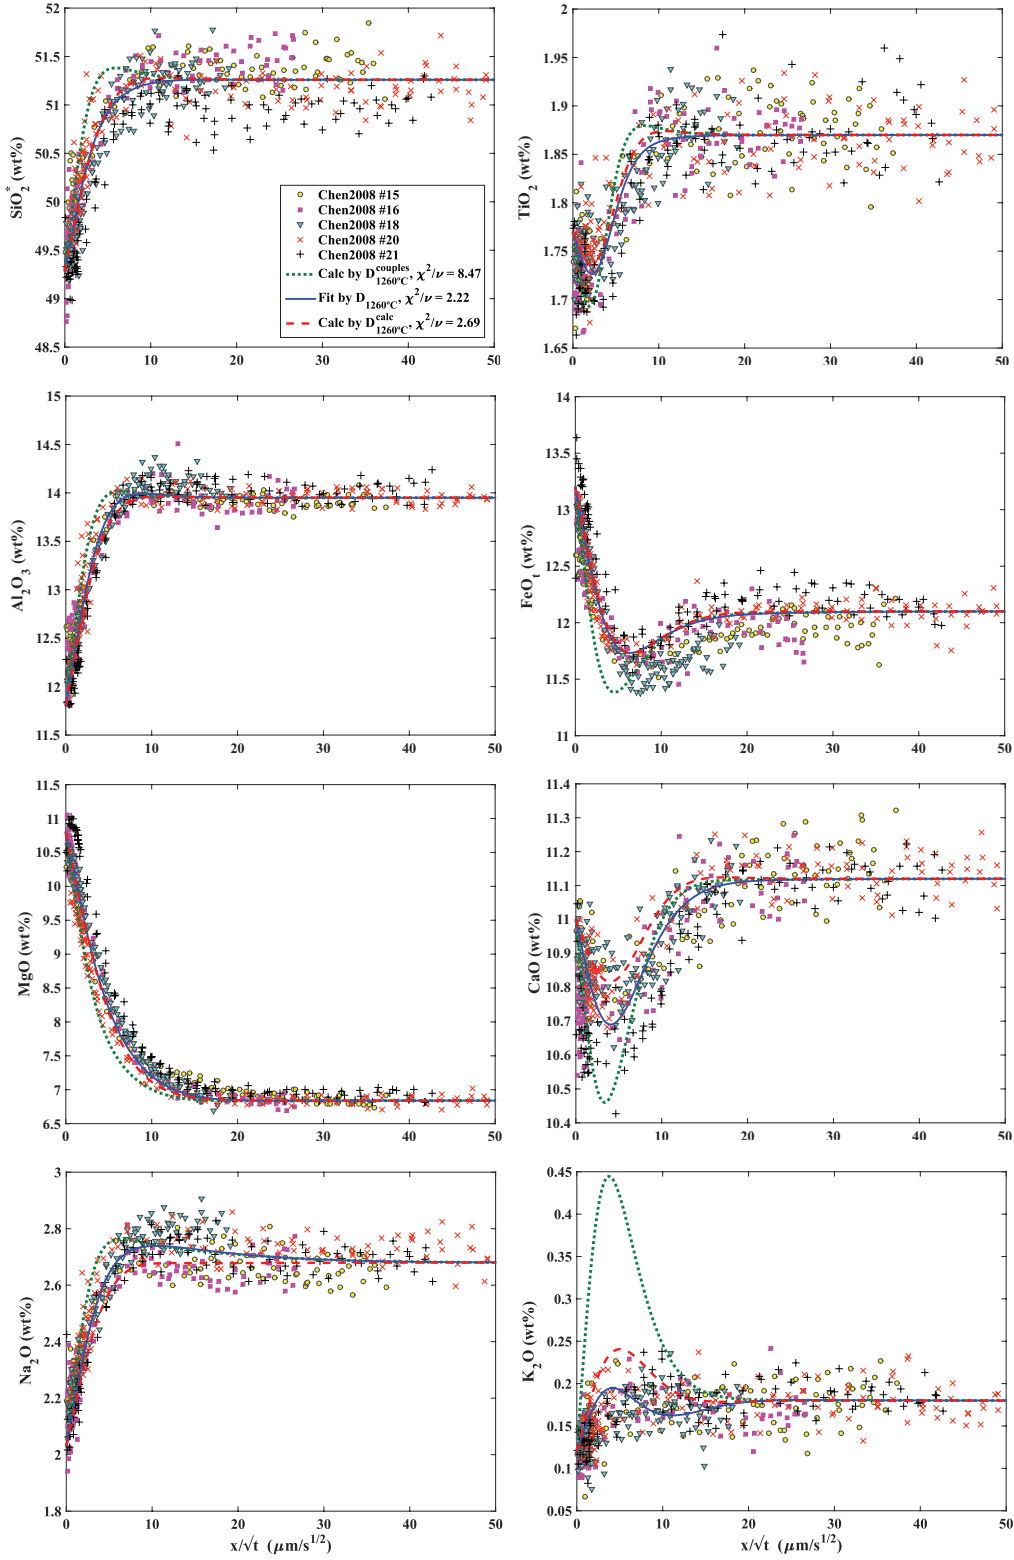 52
51.5
51
50.5
50
49.5
49
48.5
0 10 20 30 40 50
SiO2* (wt%)
Chen2008 #15
Chen2008 #16
Chen2008 #18
Chen2008 #20
Chen2008 #21
Calc by D^couples_1260°C, χ²/ν = 8.47
Fit by D_1260°C, χ²/ν = 2.22
Calc by D^calc_1260°C, χ²/ν = 2.69
2
1.95
1.9
1.85
1.8
1.75
1.7
1.65
0 10 20 30 40 50
TiO2 (wt%)
15
14.5
14
13.5
13
12.5
12
11.5
0 10 20 30 40 50
Al2O3 (wt%)
14
13.5
13
12.5
12
11.5
11
0 10 20 30 40 50
FeOt (wt%)
11.5
11
10.5
10
9.5
9
8.5
8
7.5
7
6.5
0 10 20 30 40 50
MgO (wt%)
11.4
11.3
11.2
11.1
11
10.9
10.8
10.7
10.6
10.5
10.4
0 10 20 30 40 50
CaO (wt%)
3
2.8
2.6
2.4
2.2
2
1.8
0 10 20 30 40 50
Na2O (wt%)
x/√t (μm/s^1/2)
0.45
0.4
0.35
0.3
0.25
0.2
0.15
0.1
0.05
0 10 20 30 40 50
K2O (wt%)
x/√t (μm/s^1/2)